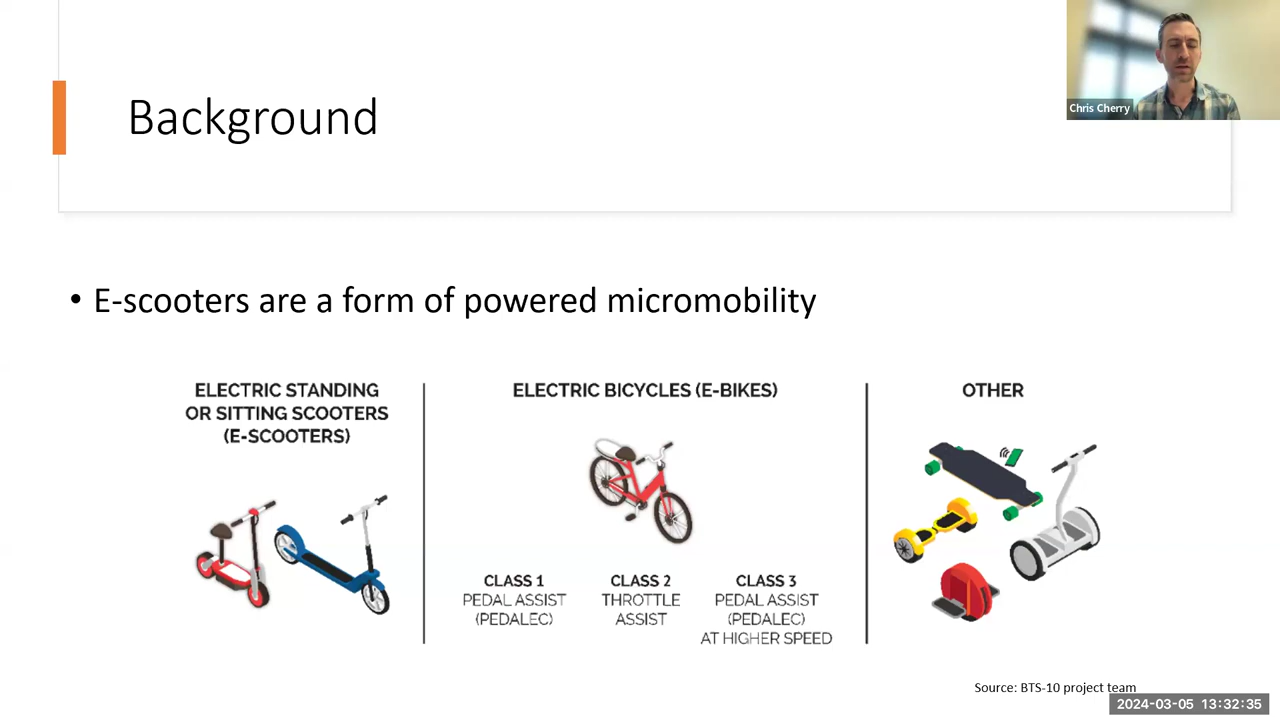 Background
Chris Cherry
• E-scooters are a form of powered micromobility
ELECTRIC STANDING
OR SITTING SCOOTERS
(E-SCOOTERS)
ELECTRIC BICYCLES (E-BIKES)
CLASS 1
PEDAL ASSIST
(PEDALEC)
CLASS 2
THROTTLE
ASSIST
CLASS 3
PEDAL ASSIST
(PEDALEC)
AT HIGHER SPEED
OTHER
Source: BTS-10 project team
2024-03-05 13:32:35